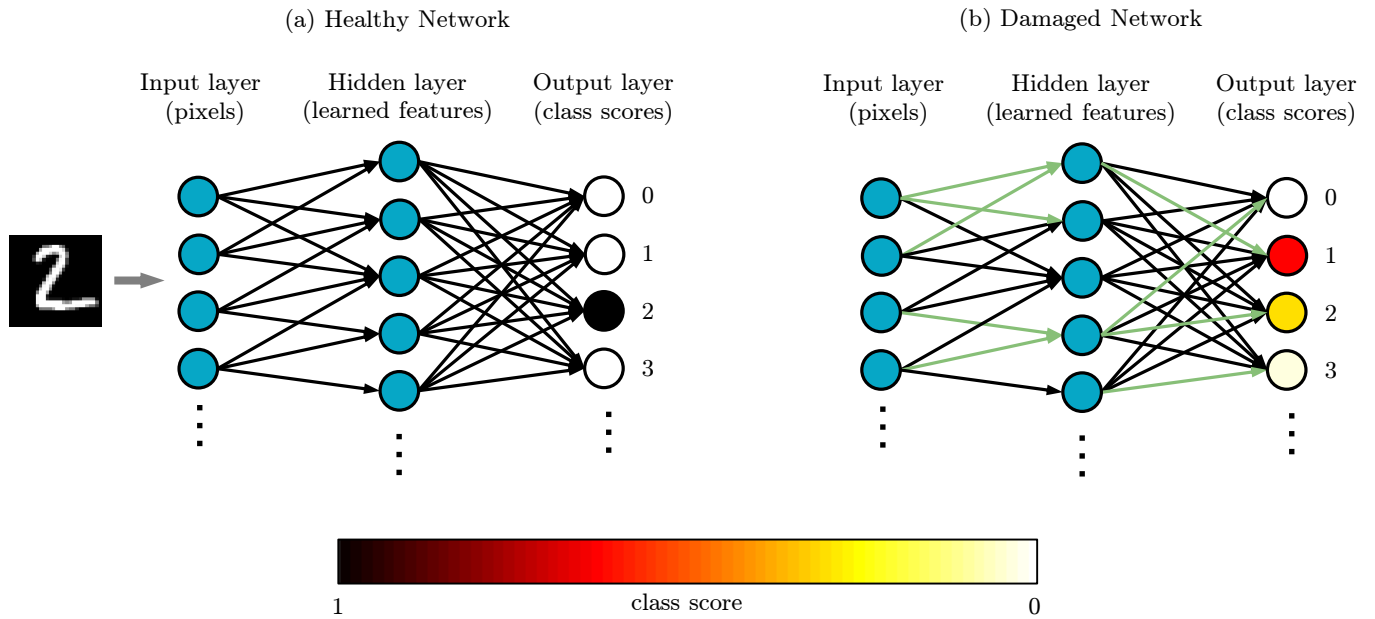 (a) Healthy Network
Input layer
(pixels)
Hidden layer
(learned features)
Output layer
(class scores)
0
1
2
3
(b) Damaged Network
Input layer
(pixels)
Hidden layer
(learned features)
Output layer
(class scores)
0
1
2
3
2
1 class score 0